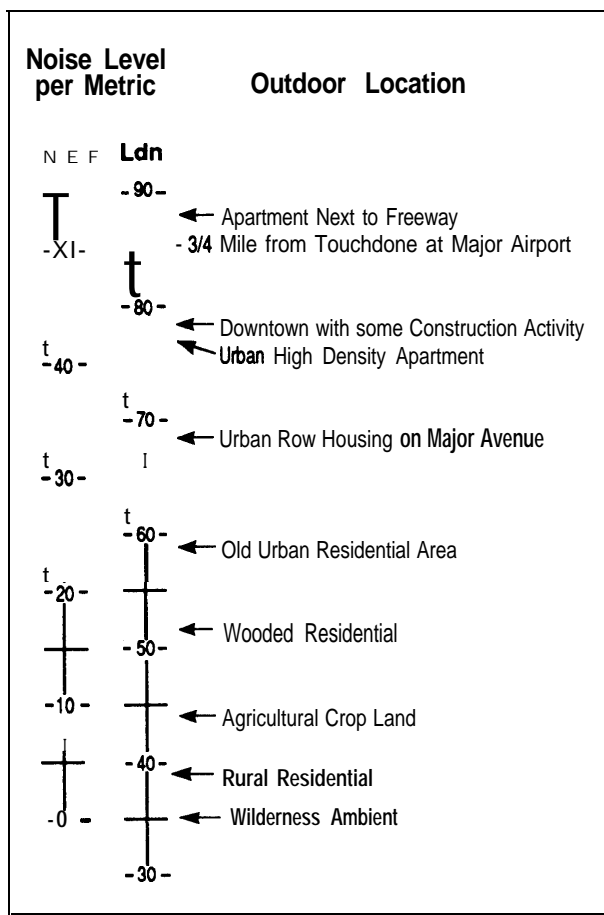 Noise Level
per Metric
Outdoor Location
N E F Ldn
-90-
Apartment Next to Freeway
-XI-
- 3/4 Mile from Touchdone at Major Airport
t
-80-
Downtown with some Construction Activity
Urban High Density Apartment
t
-40-
t
-70-
Urban Row Housing on Major Avenue
t
I
-30-
t
-60-
Old Urban Residential Area
t
-20-
Wooded Residential
-50-
-10-
Agricultural Crop Land
-40-
Rural Residential
-0 -
Wilderness Ambient
-30-